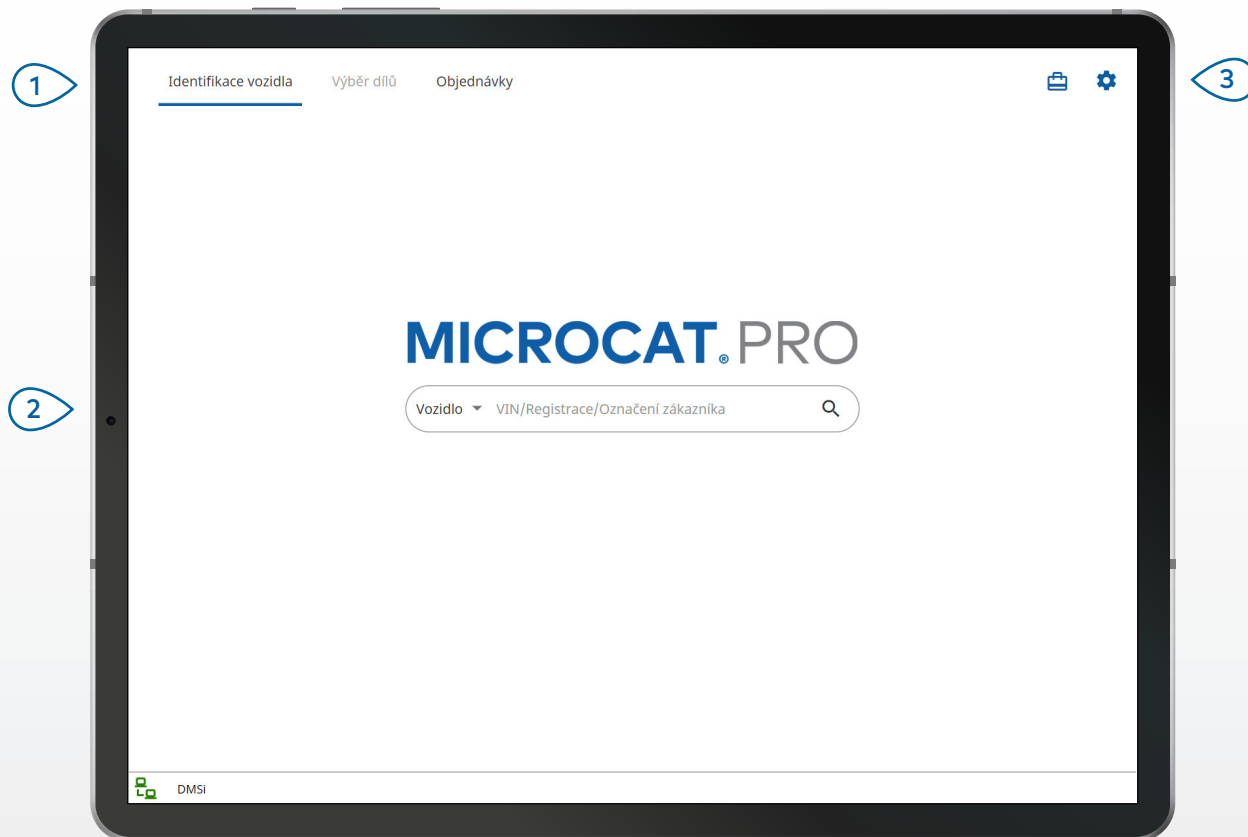 1
Identifikace vozidla Výběr dílů Objednávky
3
MICROCAT® PRO
2
Vozidlo VIN/Registrace/Označení zákazníka
DMSi